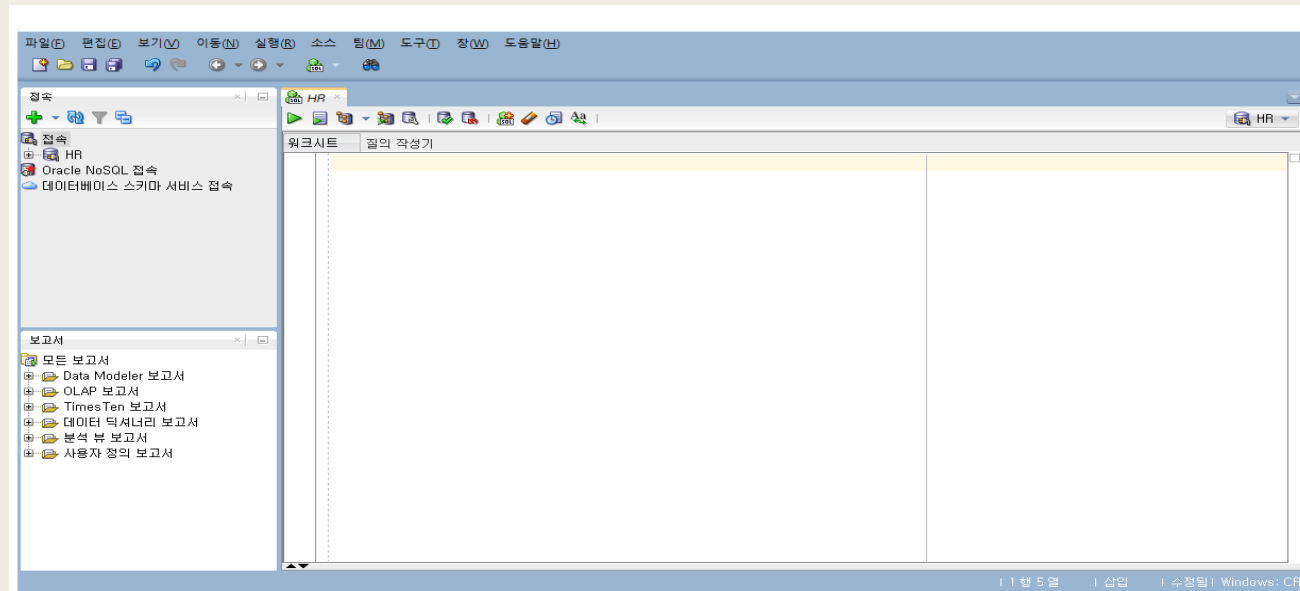 파일(F) 편집(E) 보기(V) 이동(N) 실행(R) 소스 팀(M) 도구(T) 창(W) 도움말(H)
접속
접속
HR
Oracle NoSQL 접속
데이터베이스 스키마 서비스 접속
보고서
모든 보고서
Data Modeler 보고서
OLAP 보고서
TimesTen 보고서
데이터 딕셔너리 보고서
분석 뷰 보고서
사용자 정의 보고서
HR
HR
워크시트 질의 작성기
1 행 5 열 삽입 수정됨 Windows: CR